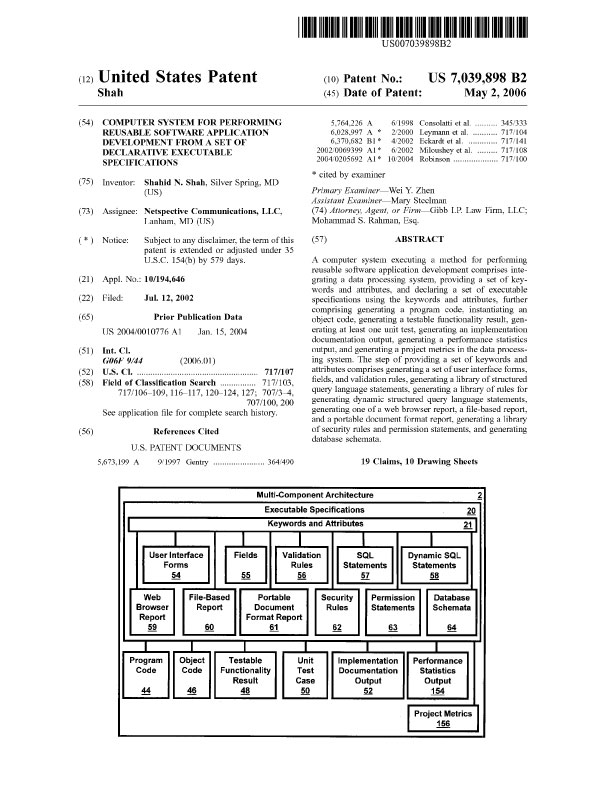 US007039898B2
(12) United States Patent
Shah
(10) Patent No.: US 7,039,898 B2
(45) Date of Patent: May 2, 2006
(54) COMPUTER SYSTEM FOR PERFORMING
REUSABLE SOFTWARE APPLICATION
DEVELOPMENT FROM A SET OF
DECLARATIVE EXECUTABLE
SPECIFICATIONS
(75) Inventor: Shahid N. Shah, Silver Spring, MD
(US)
(73) Assignee: Netspective Communications, LLC,
Lanham, MD (US)
( * ) Notice: Subject to any disclaimer, the term of this
patent is extended or adjusted under 35
U.S.C. 154(b) by 579 days.
(21) Appl. No.: 10/194,646
(22) Filed: Jul. 12, 2002
(65) Prior Publication Data
US 2004/0010776 A1 Jan. 15, 2004
(51) Int. Cl.
G06F 9/44 (2006.01)
(52) U.S. Cl. ................................................ 717/107
(58) Field of Classification Search ................ 717/103,
717/106–109, 116–117, 120–124, 127; 707/3–4,
707/100, 200
See application file for complete search history.
(56) References Cited
U.S. PATENT DOCUMENTS
5,673,199 A 9/1997 Gentry ....................... 364/490
5,764,226 A 6/1998 Consolatti et al. .......... 345/333
6,028,997 A * 2/2000 Leymann et al. ........... 717/104
6,370,682 B1 * 4/2002 Eckardt et al. .............. 717/141
2002/0069399 A1 * 6/2002 Miloushey et al. ......... 717/108
2004/0205692 A1 * 10/2004 Robinson ..................... 717/100
* cited by examiner
Primary Examiner—Wei Y. Zhen
Assistant Examiner—Mary Steelman
(74) Attorney, Agent, or Firm—Gibb I.P. Law Firm, LLC;
Mohammad S. Rahman, Esq.
(57) ABSTRACT
A computer system executing a method for performing
reusable software application development comprises inte-
grating a data processing system, providing a set of key-
words and attributes, and declaring a set of executable
specifications using the keywords and attributes, further
comprising generating a program code, instantiating an
object code, generating a testable functionality result, gen-
erating at least one unit test, generating an implementation
documentation output, generating a performance statistics
output, and generating a project metrics in the data process-
ing system. The step of providing a set of keywords and
attributes comprises generating a set of user interface forms,
fields, and validation rules, generating a library of structured
query language statements, generating a library of rules for
generating dynamic structured query language statements,
generating one of a web browser report, a file-based report,
and a portable document format report, generating a library
of security rules and permission statements, and generating
database schemata.
19 Claims, 10 Drawing Sheets
Multi-Component Architecture 2
Executable Specifications 20
Keywords and Attributes 21
User Interface
Forms
54
Fields
55
Validation
Rules
56
SQL
Statements
57
Dynamic SQL
Statements
58
Web
Browser
Report
59
File-Based
Report
60
Portable
Document
Format Report
61
Security
Rules
62
Permission
Statements
63
Database
Schemata
64
Program
Code
44
Object
Code
46
Testable
Functionality
Result
48
Unit
Test
Case
50
Implementation
Documentation
Output
52
Performance
Statistics
Output
154
Project Metrics
156